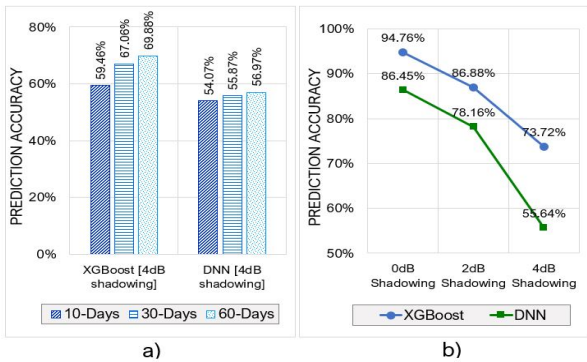 PREDICTION ACCURACY
80%
60%
40%
20%
0%
59.46%
67.06%
69.88%
54.07%
55.87%
56.97%
XGBoost [4dB
shadowing]
DNN [4dB
shadowing]
10-Days
30-Days
60-Days
a)
PREDICTION ACCURACY
100%
90%
80%
70%
60%
50%
94.76%
86.88%
73.72%
86.45%
78.16%
55.64%
0dB
Shadowing
2dB
Shadowing
4dB
Shadowing
XGBoost
DNN
b)